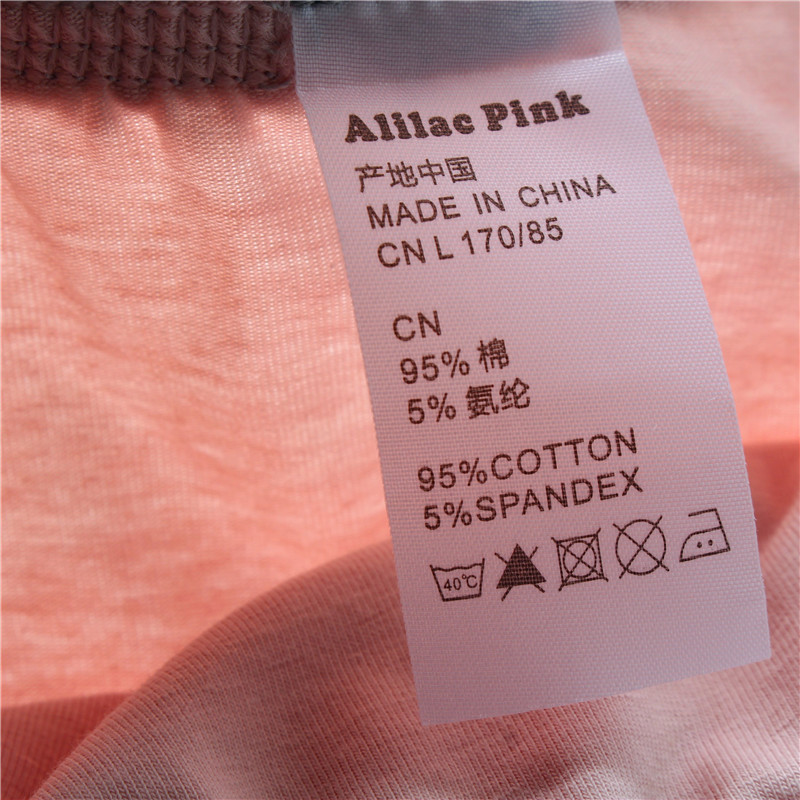 Alilac Pink
产地中国
MADE IN CHINA
CN L 170/85
CN
95% 棉
5% 氨纶
95%COTTON
5%SPANDEX
40℃